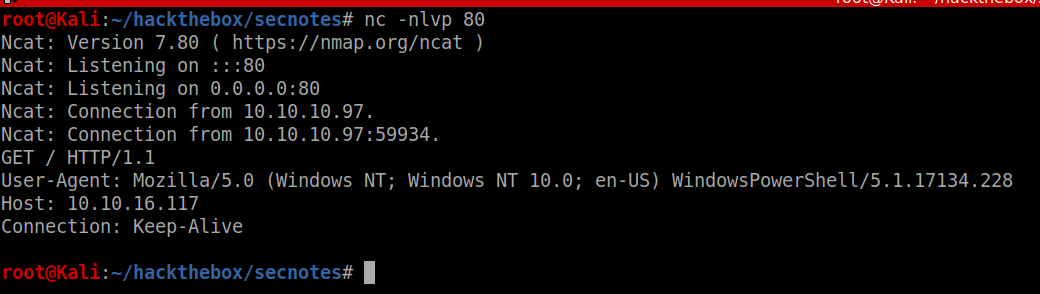 root@Kali: ~/hackthebox/s
root@Kali:~/hackthebox/secnotes# nc -nlvp 80
Ncat: Version 7.80 ( https://nmap.org/ncat )
Ncat: Listening on :::80
Ncat: Listening on 0.0.0.0:80
Ncat: Connection from 10.10.10.97.
Ncat: Connection from 10.10.10.97:59934.
GET / HTTP/1.1
User-Agent: Mozilla/5.0 (Windows NT; Windows NT 10.0; en-US) WindowsPowerShell/5.1.17134.228
Host: 10.10.16.117
Connection: Keep-Alive
root@Kali:~/hackthebox/secnotes#